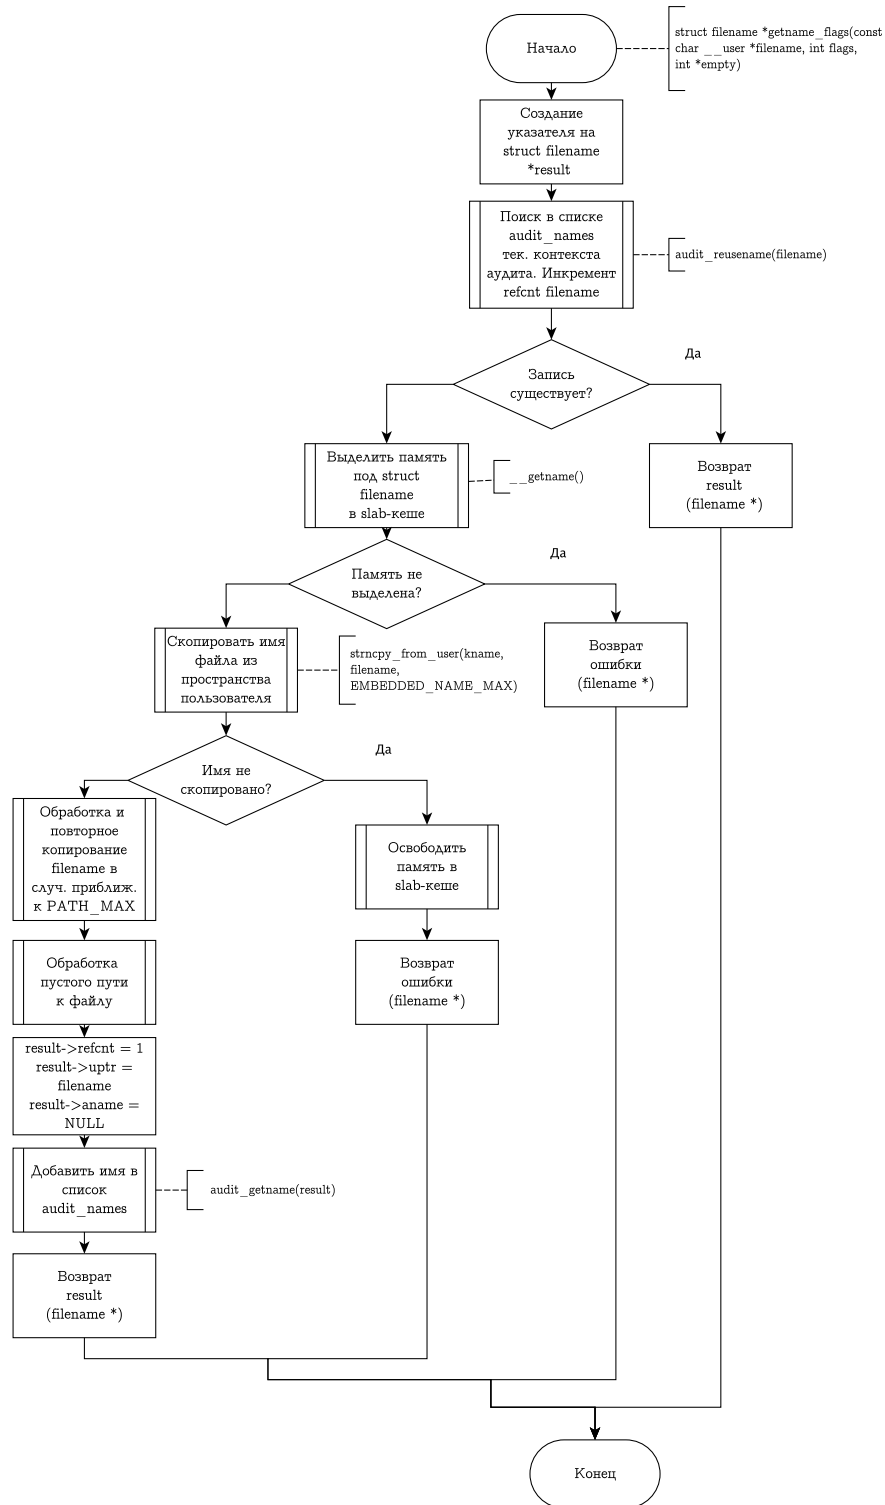 Начало
struct filename *getname_flags(const
char __user *filename, int flags,
int *empty)
Создание
указателя на
struct filename
*result
Поиск в списке
audit_names
тек. контекста
аудита. Инкремент
refcnt filename
audit_reusename(filename)
Запись
существует?
Да
Выделить память
под struct
filename
в slab-кеше
__getname()
Возврат
result
(filename *)
Память не
выделена?
Да
Скопировать имя
файла из
пространства
пользователя
strncpy_from_user(kname,
filename,
EMBEDDED_NAME_MAX)
Возврат
ошибки
(filename *)
Имя не
скопировано?
Да
Обработка и
повторное
копирование
filename в
случ. приближ.
к PATH_MAX
Освободить
память в
slab-кеше
Обработка
пустого пути
к файлу
Возврат
ошибки
(filename *)
result->refcnt = 1
result->uptr =
filename
result->aname =
NULL
Добавить имя в
список
audit_names
audit_getname(result)
Возврат
result
(filename *)
Конец